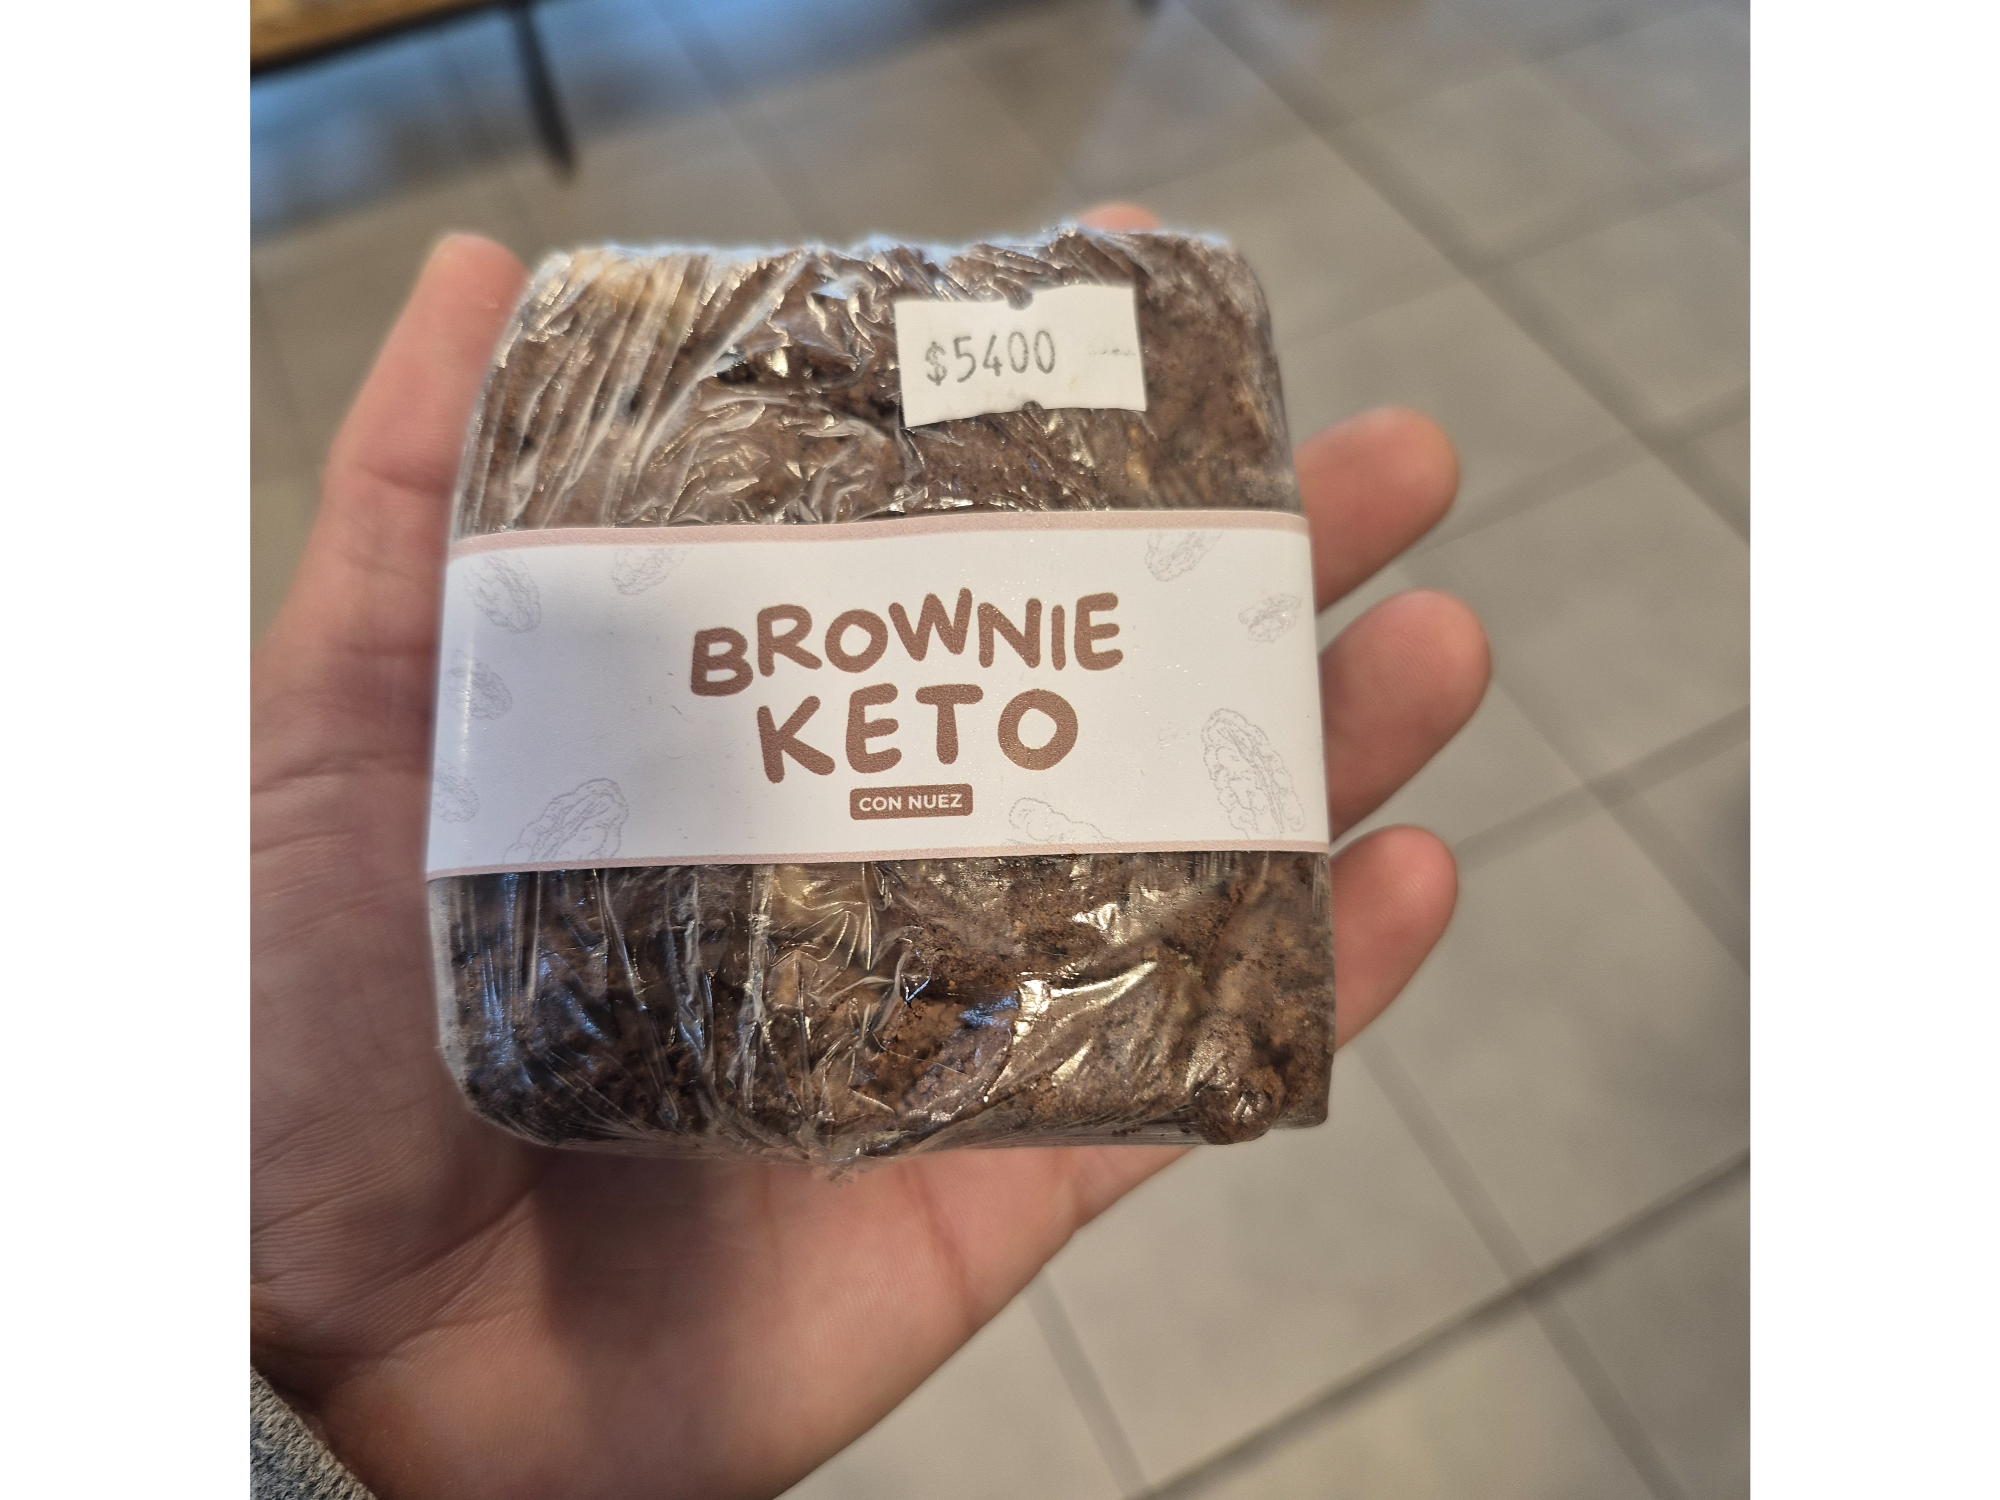 $5400
BROWNIE
KETO
CON NUEZ